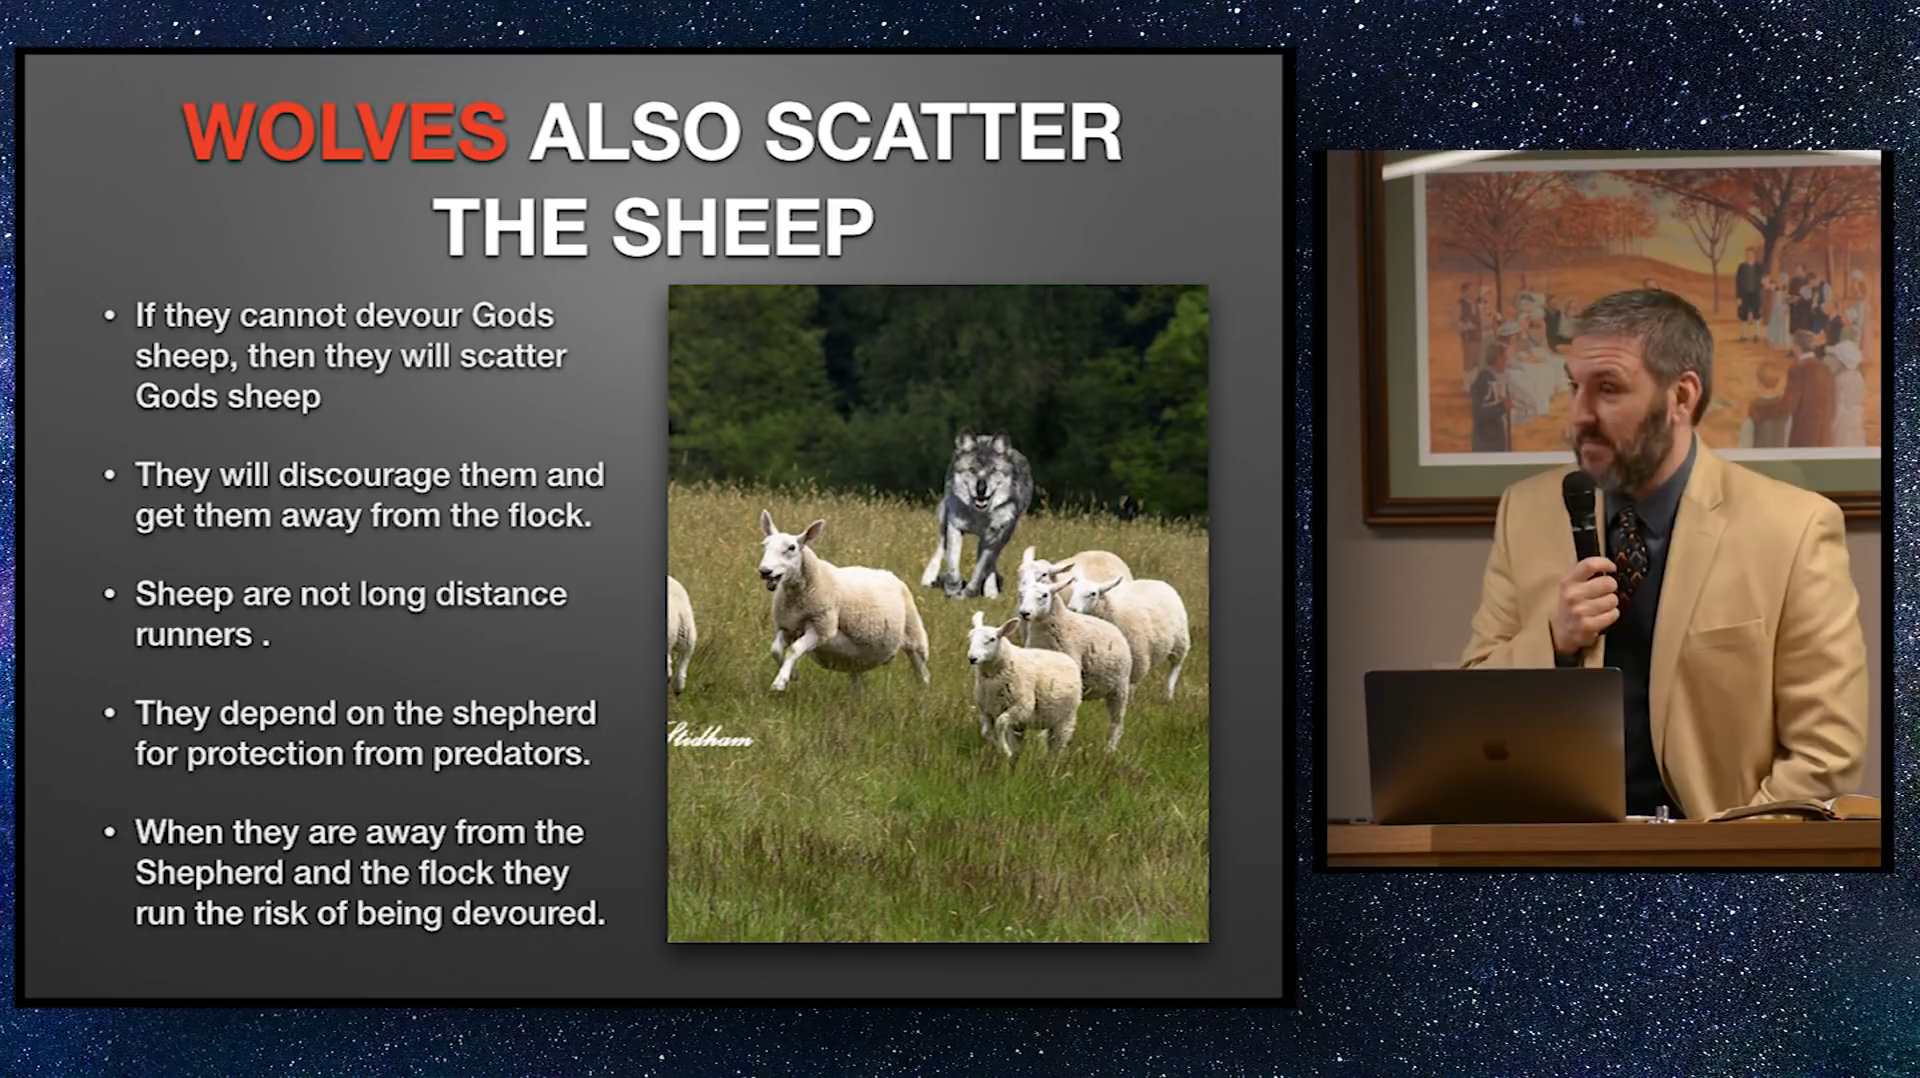 WOLVES ALSO SCATTER
THE SHEEP
• If they cannot devour Gods
sheep, then they will scatter
Gods sheep
• They will discourage them and
get them away from the flock.
• Sheep are not long distance
runners .
• They depend on the shepherd
for protection from predators.
• When they are away from the
Shepherd and the flock they
run the risk of being devoured.
Stidham